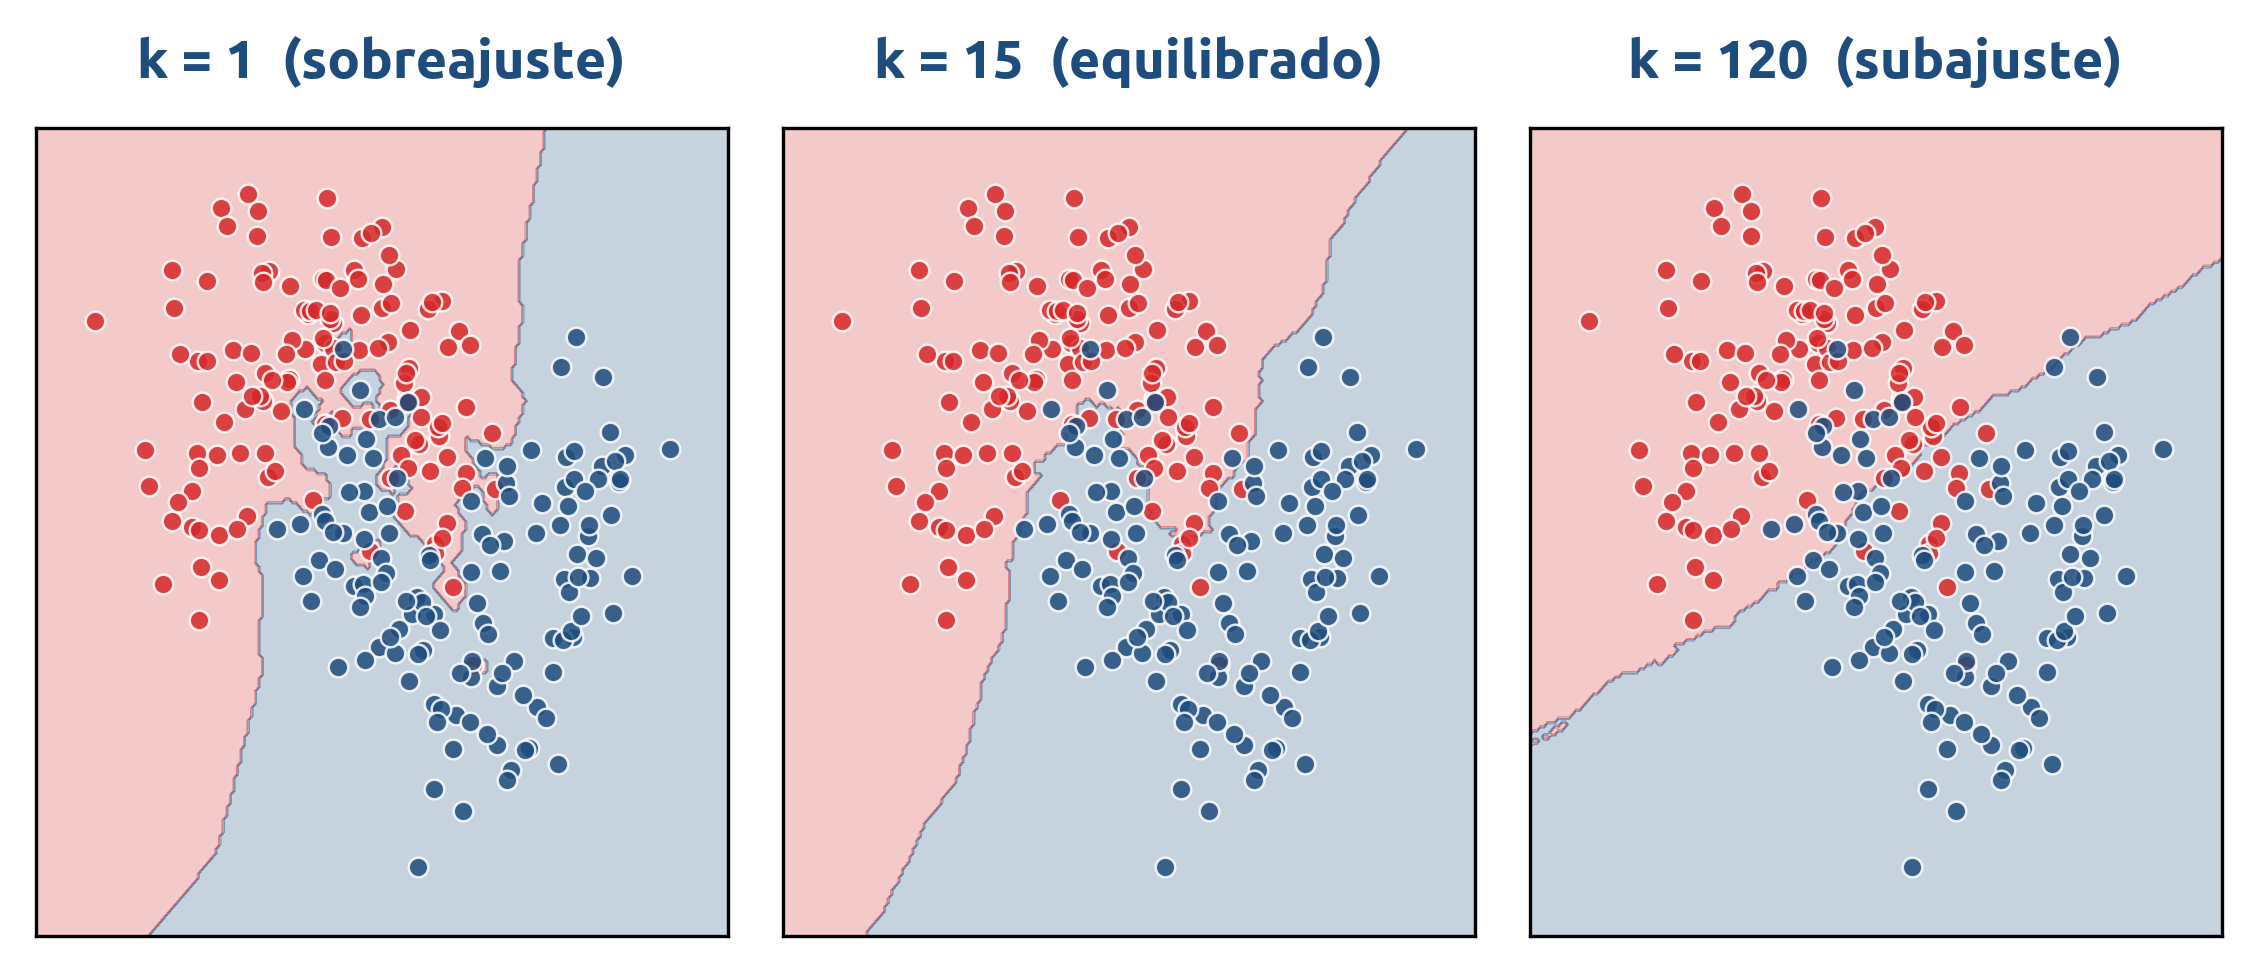 k = 1 (sobreajuste)
k = 15 (equilibrado)
k = 120 (subajuste)